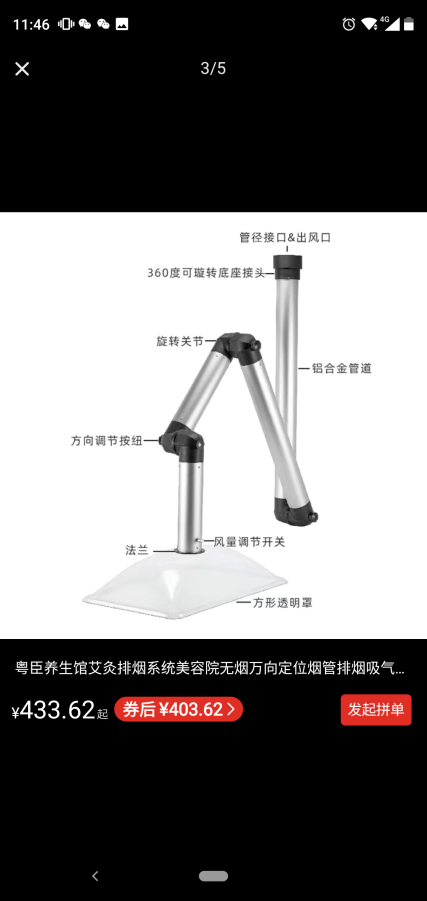 11:46
4G
3/5
管径接口&出风口
360度可璇转底座接头
旋转关节
铝合金管道
方向调节按纽
风量调节开关
法兰
方形透明罩
粤臣养生馆艾灸排烟系统美容院无烟万向定位烟管排烟吸气...
¥433.62起
券后 ¥403.62
发起拼单